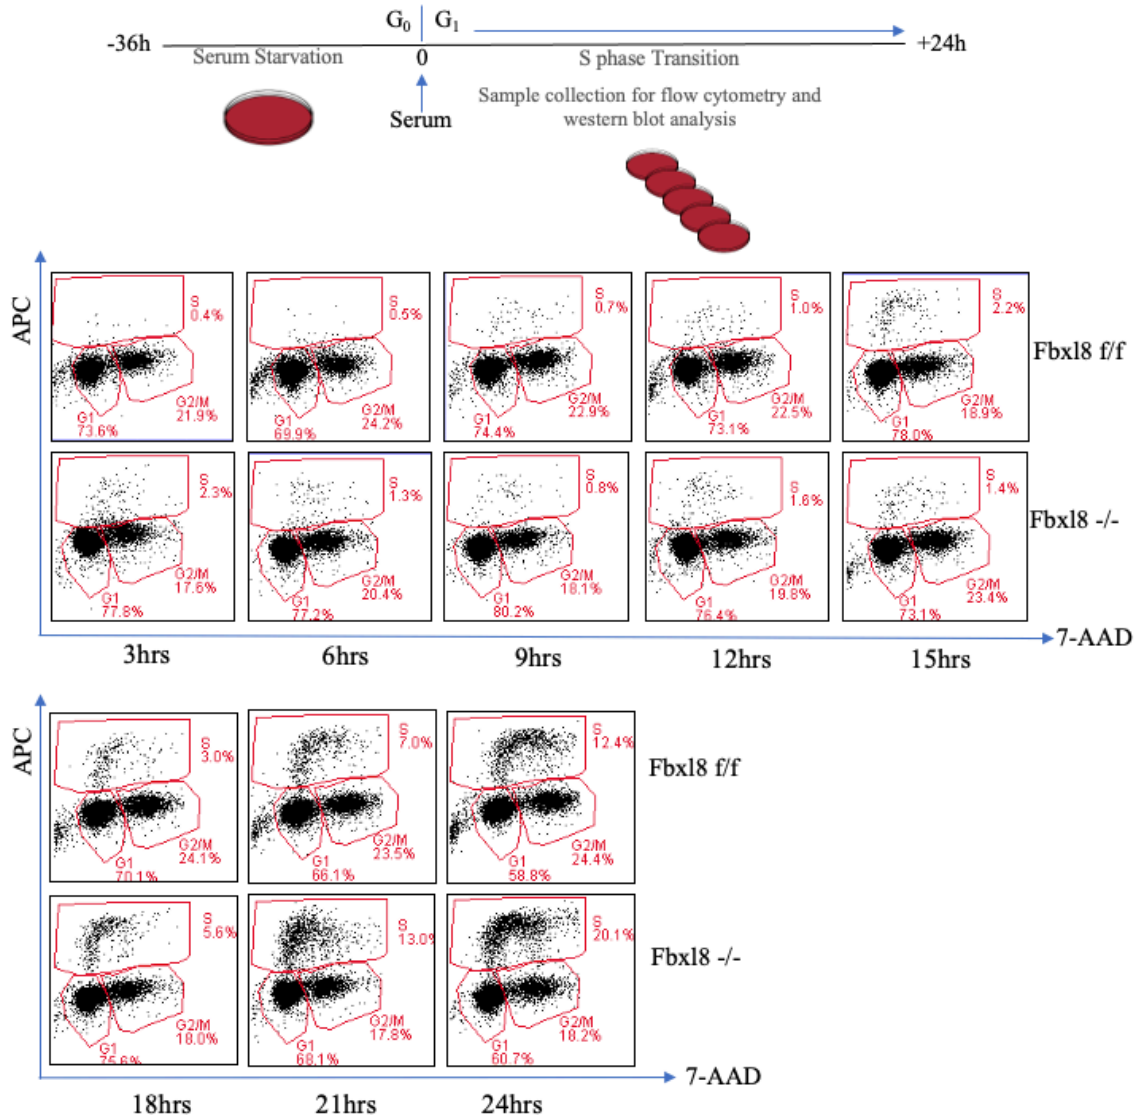 G0 G1
-36h +24h
Serum Starvation 0 S phase Transition
Serum
Sample collection for flow cytometry and
western blot analysis
APC
S
0.4%
G1
73.6%
G2/M
21.9%
S
0.5%
G1
69.9%
G2/M
24.2%
S
0.7%
G1
74.4%
G2/M
22.9%
S
1.0%
G1
73.1%
G2/M
22.5%
S
2.2%
G1
78.0%
G2/M
18.9%
Fbxl8 f/f
S
2.3%
G1
77.8%
G2/M
17.6%
S
1.3%
G1
77.2%
G2/M
20.4%
S
0.8%
G1
80.2%
G2/M
18.1%
S
1.6%
G1
76.4%
G2/M
19.8%
S
1.4%
G1
73.1%
G2/M
23.4%
Fbxl8 -/-
7-AAD
3hrs 6hrs 9hrs 12hrs 15hrs
APC
S
3.0%
G1
70.1%
G2/M
24.1%
S
7.0%
G1
66.1%
G2/M
23.5%
S
12.4%
G1
58.8%
G2/M
24.4%
Fbxl8 f/f
S
5.6%
G1
75.6%
G2/M
18.0%
S
13.0%
G1
68.1%
G2/M
17.8%
S
20.1%
G1
60.7%
G2/M
18.2%
Fbxl8 -/-
7-AAD
18hrs 21hrs 24hrs